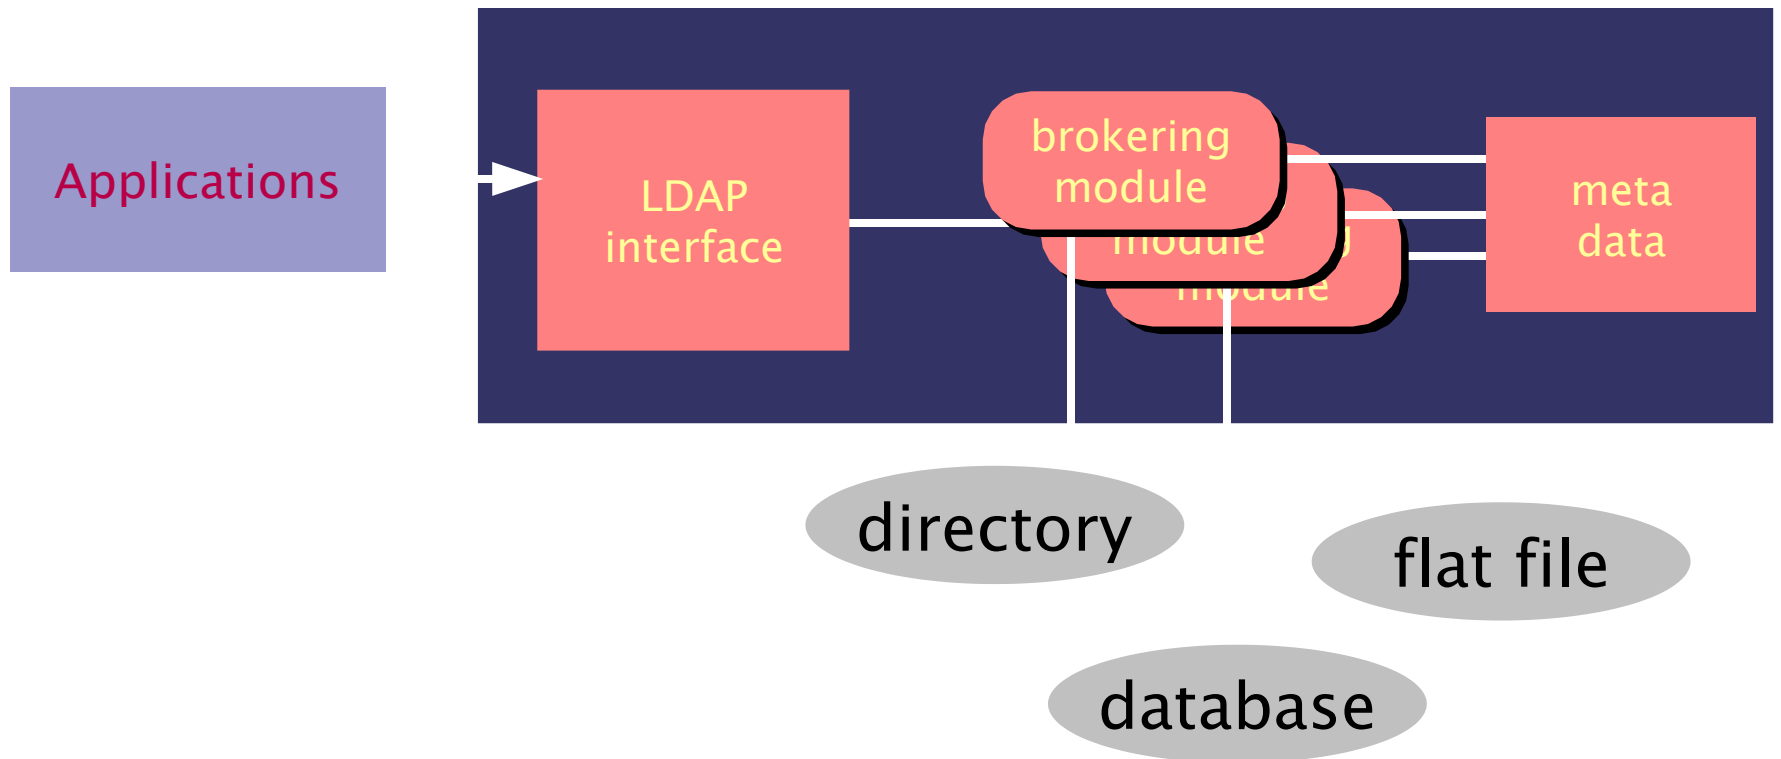 Applications
LDAP
interface
brokering
module
module
g
module
meta
data
directory
flat file
database